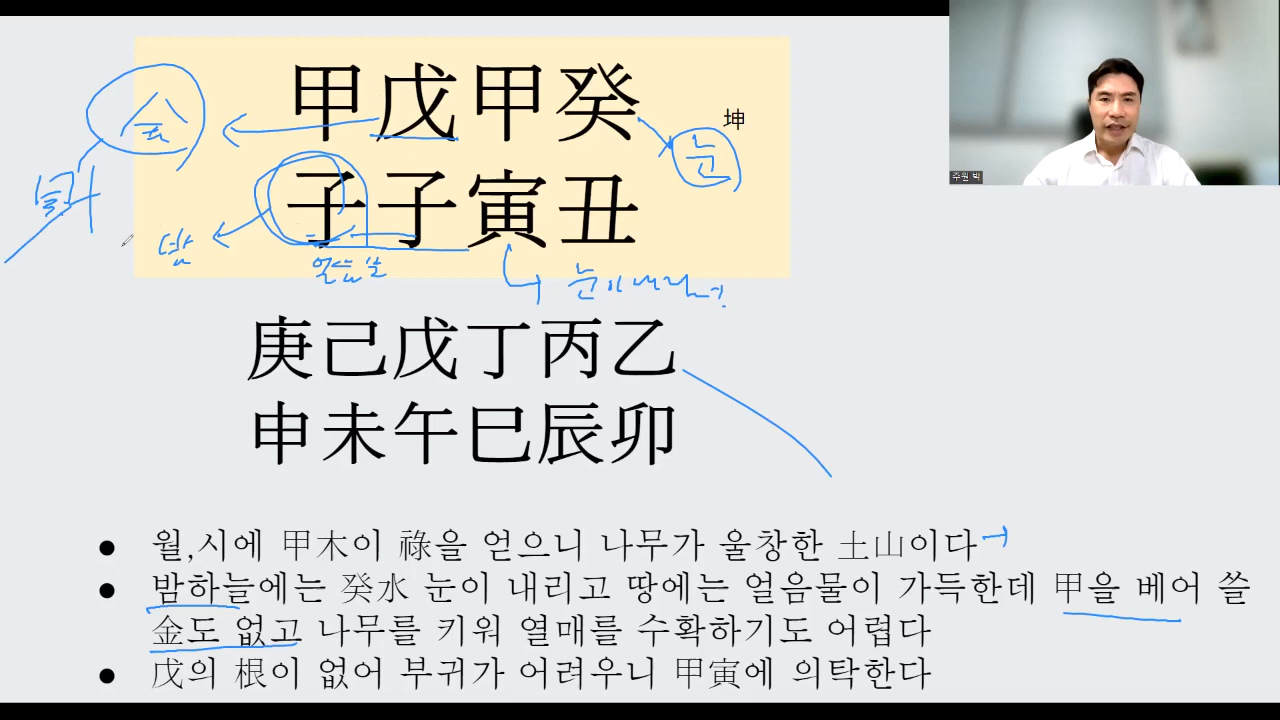 甲戊甲癸
坤
눈
金
子子寅丑
밤
얼음물
눈이 내리는
주원 박
庚己戊丁丙乙
申未午巳辰卯
● 월,시에 甲木이 祿을 얻으니 나무가 울창한 土山이다
● 밤하늘에는 癸水 눈이 내리고 땅에는 얼음물이 가득한데 甲을 베어 쓸
金도 없고 나무를 키워 열매를 수확하기도 어렵다
● 戊의 根이 없어 부귀가 어려우니 甲寅에 의탁한다